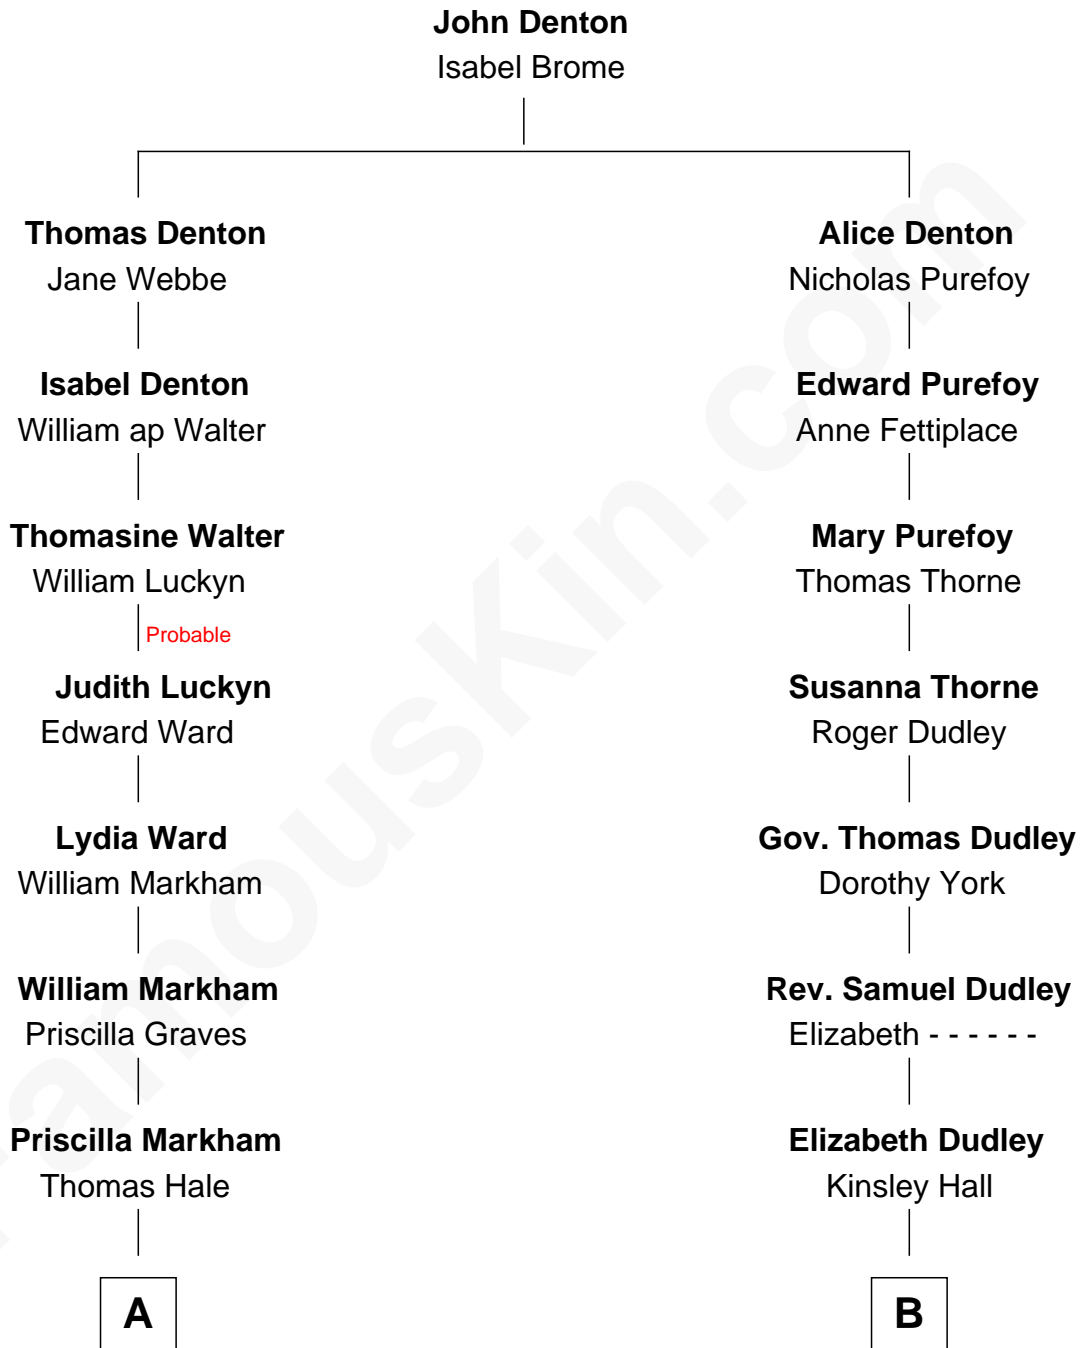 John Denton
Isabel Brome
Thomas Denton
Jane Webbe
Alice Denton
Nicholas Purefoy
Isabel Denton
William ap Walter
Edward Purefoy
Anne Fettiplace
Thomasine Walter
William Luckyn
Mary Purefoy
Thomas Thorne
Probable
Judith Luckyn
Edward Ward
Susanna Thorne
Roger Dudley
Lydia Ward
William Markham
Gov. Thomas Dudley
Dorothy York
William Markham
Priscilla Graves
Rev. Samuel Dudley
Elizabeth - - - - - -
Priscilla Markham
Thomas Hale
Elizabeth Dudley
Kinsley Hall
A
B
FamousKin.com